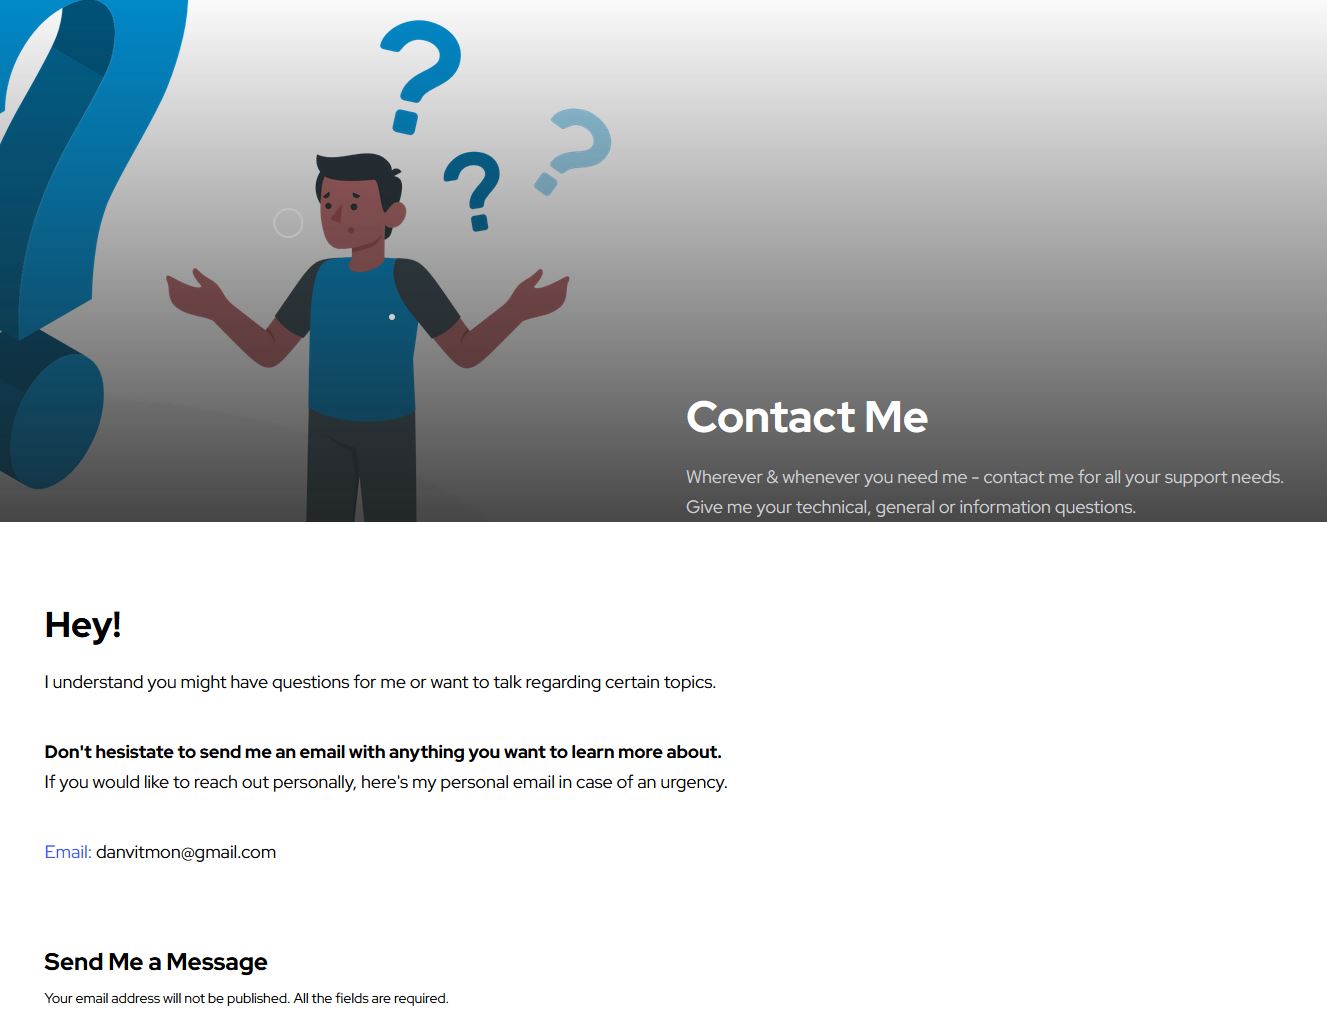 ? ? ?
Contact Me
Wherever & whenever you need me - contact me for all your support needs.
Give me your technical, general or information questions.
Hey!
I understand you might have questions for me or want to talk regarding certain topics.
Don't hesistate to send me an email with anything you want to learn more about.
If you would like to reach out personally, here's my personal email in case of an urgency.
Email: danvitmon@gmail.com
Send Me a Message
Your email address will not be published. All the fields are required.